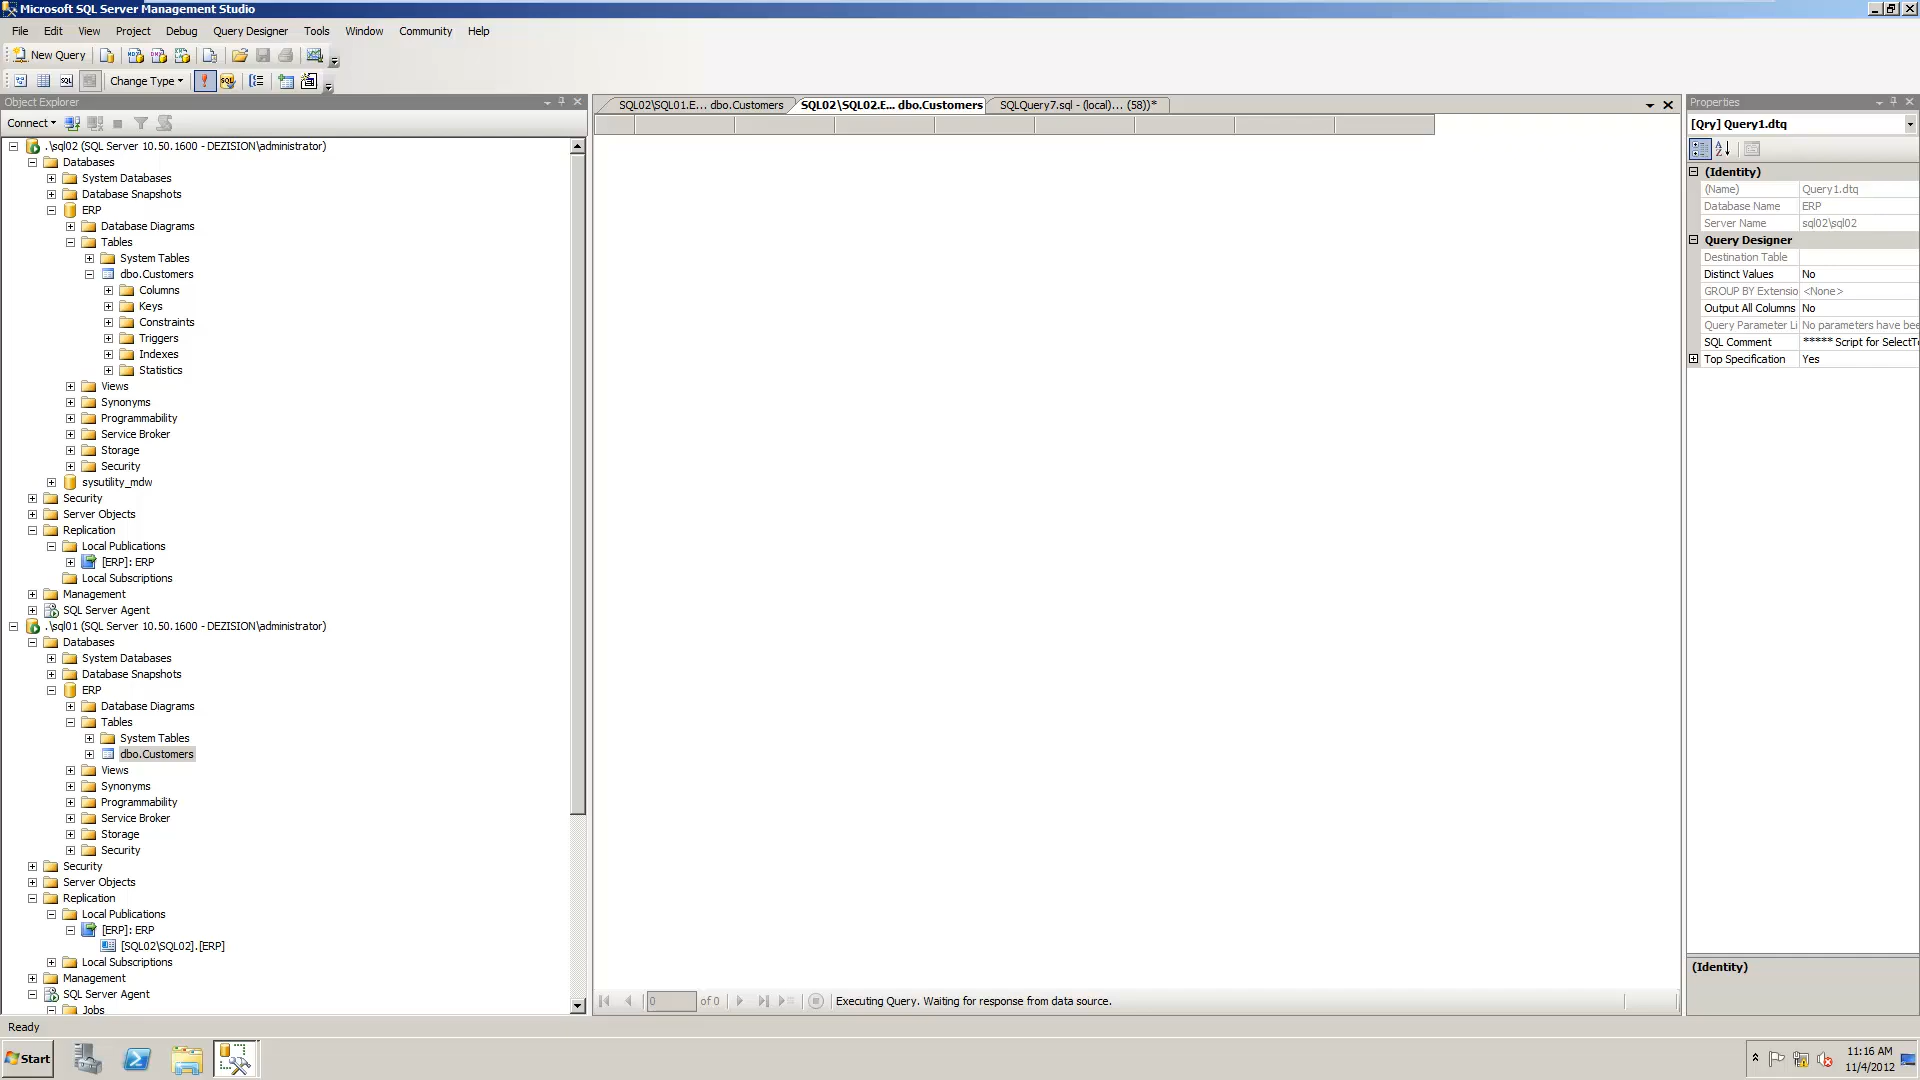 Microsoft SQL Server Management Studio
File Edit View Project Debug Query Designer Tools Window Community Help
New Query
Change Type
Object Explorer
Connect
.\sql02 (SQL Server 10.50.1600 - DEZISION\administrator)
Databases
System Databases
Database Snapshots
ERP
Database Diagrams
Tables
System Tables
dbo.Customers
Columns
Keys
Constraints
Triggers
Indexes
Statistics
Views
Synonyms
Programmability
Service Broker
Storage
Security
sysutility_mdw
Security
Server Objects
Replication
Local Publications
[ERP]: ERP
Local Subscriptions
Management
SQL Server Agent
.\sql01 (SQL Server 10.50.1600 - DEZISION\administrator)
Databases
System Databases
Database Snapshots
ERP
Database Diagrams
Tables
System Tables
dbo.Customers
Views
Synonyms
Programmability
Service Broker
Storage
Security
Security
Server Objects
Replication
Local Publications
[ERP]: ERP
[SQL02\SQL02].[ERP]
Local Subscriptions
Management
SQL Server Agent
Jobs
SQL02\SQL01.E... dbo.Customers SQL02\SQL02.E... dbo.Customers SQLQuery7.sql - (local)... (58))*
0 of 0 Executing Query. Waiting for response from data source.
Properties
[Qry] Query1.dtq
(Identity)
(Name) Query1.dtq
Database Name ERP
Server Name sql02\sql02
Query Designer
Destination Table
Distinct Values No
GROUP BY Extensio <None>
Output All Columns No
Query Parameter Li No parameters have bee
SQL Comment ***** Script for SelectT
Top Specification Yes
(Identity)
Ready
Start
11:16 AM
11/4/2012